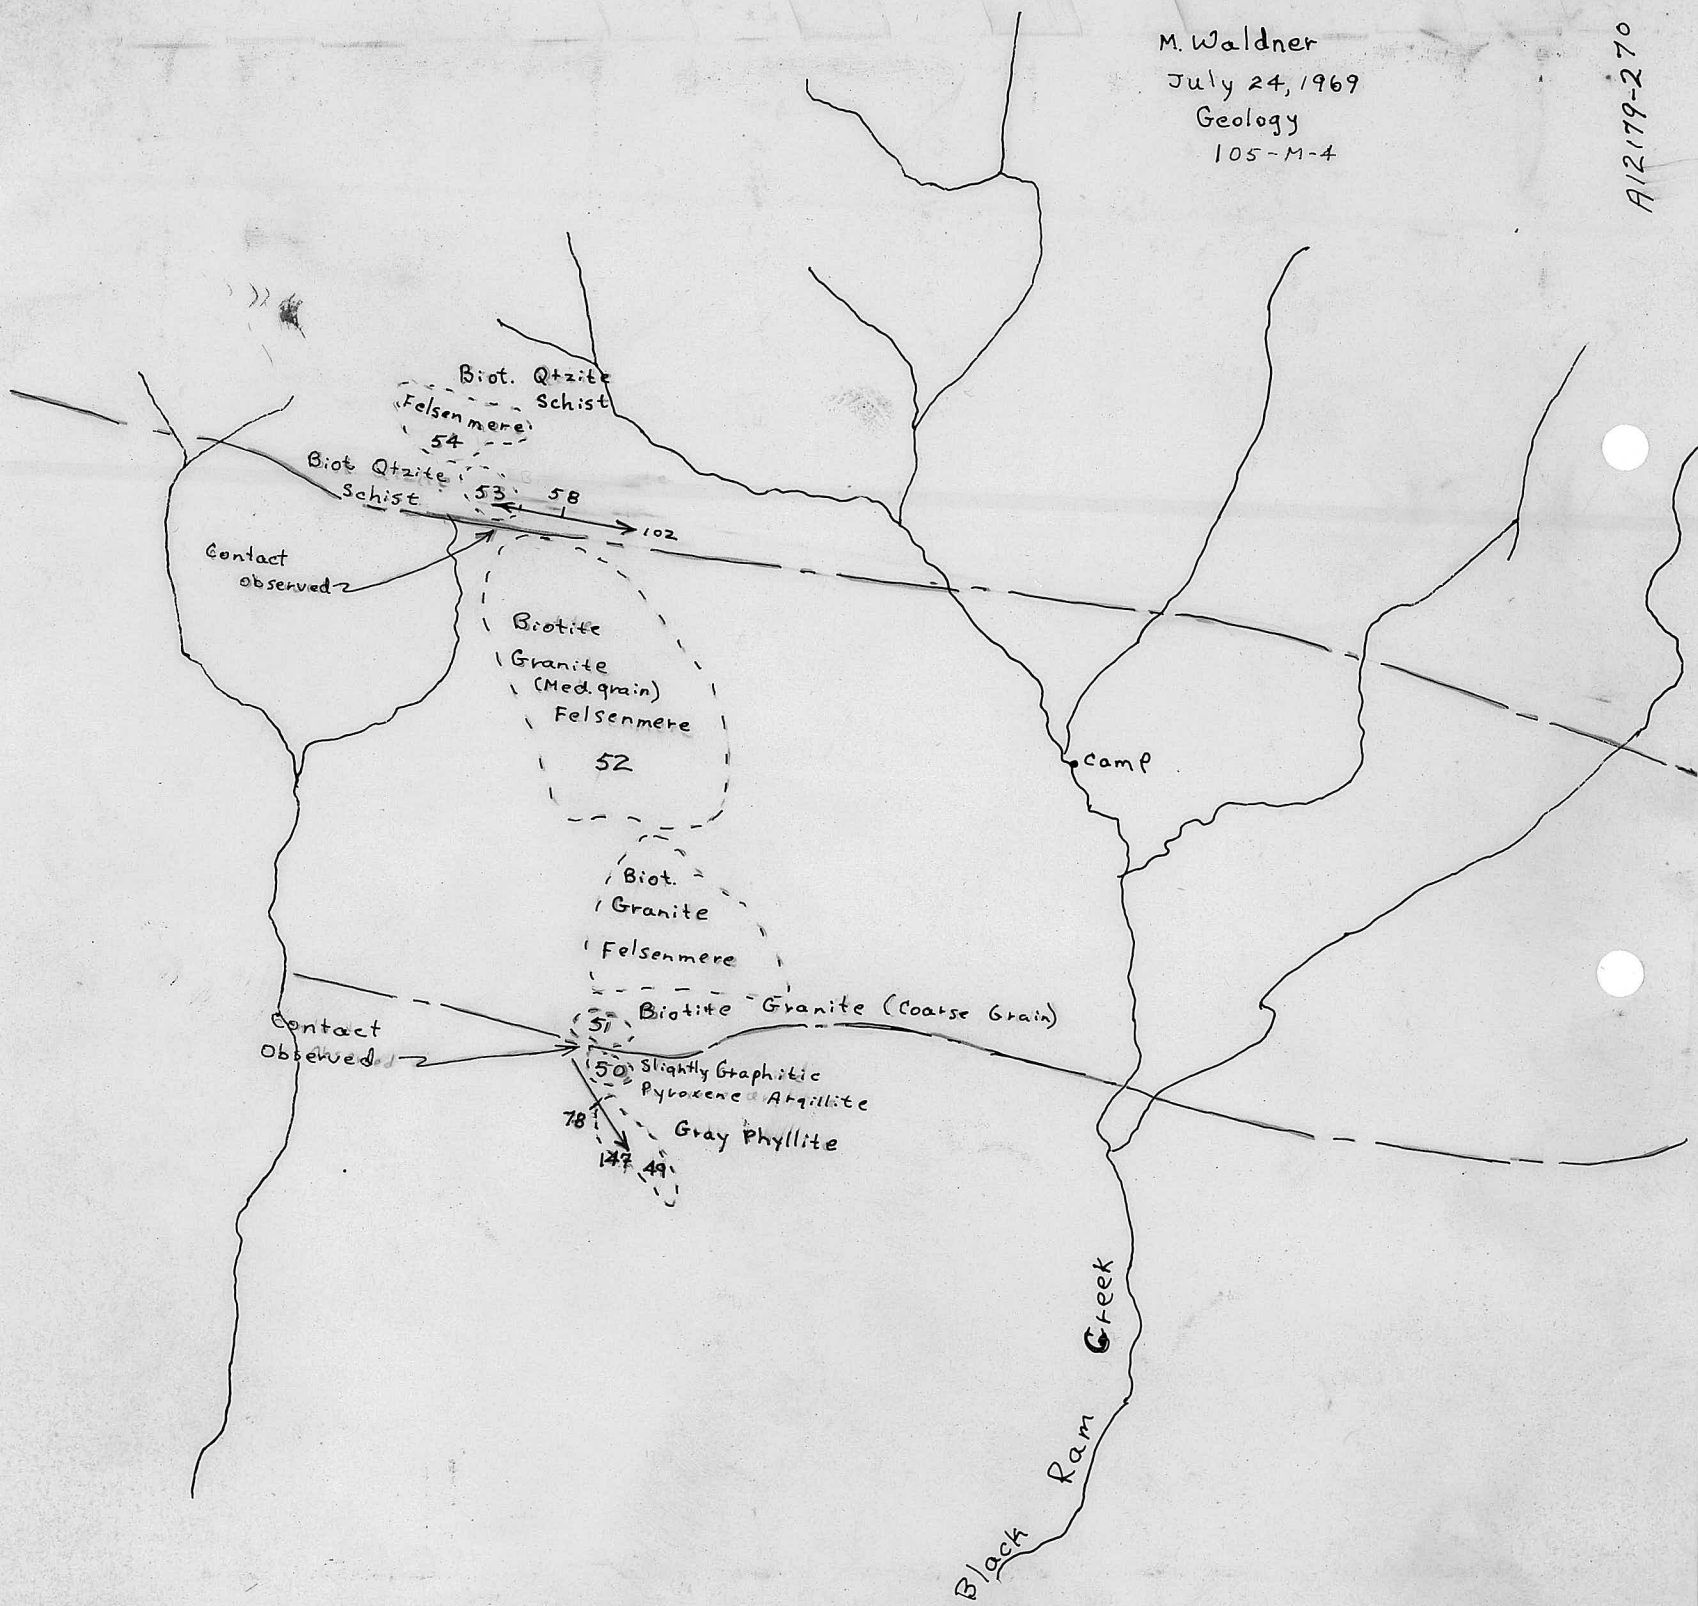 M. Waldner
July 24, 1969
Geology
105-M-4
A12179-270
Biot. Qtzite
Schist
Felsenmere
54
Biot Qtzite
Schist
53
58
102
Contact
observed
Biotite
Granite
(Med. grain)
Felsenmere
52
Camp
Biot.
Granite
Felsenmere
Biotite Granite (Coarse Grain)
51
Contact
Observed
50
Slightly Graphitic
Pyroxene Argillite
78
Gray Phyllite
147
49
Black Ram Creek